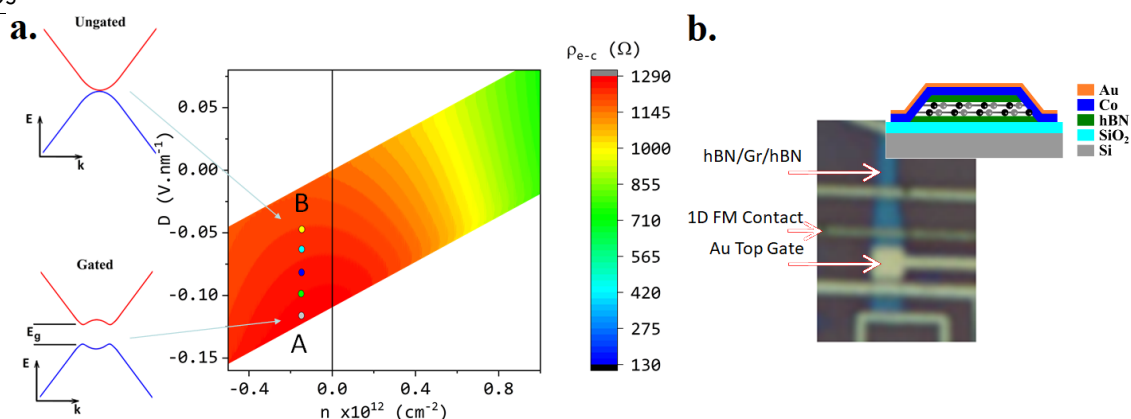 a.
Ungated
E
k
Gated
Eg
E
k
D (V.nm⁻¹)
0.05
0.00
-0.05
-0.10
-0.15
B
A
-0.4
0.0
0.4
0.8
n x10¹² (cm⁻²)
ρe-c (Ω)
1290
1145
1000
855
710
565
420
275
130
b.
Au
Co
hBN
SiO₂
Si
hBN/Gr/hBN
1D FM Contact
Au Top Gate